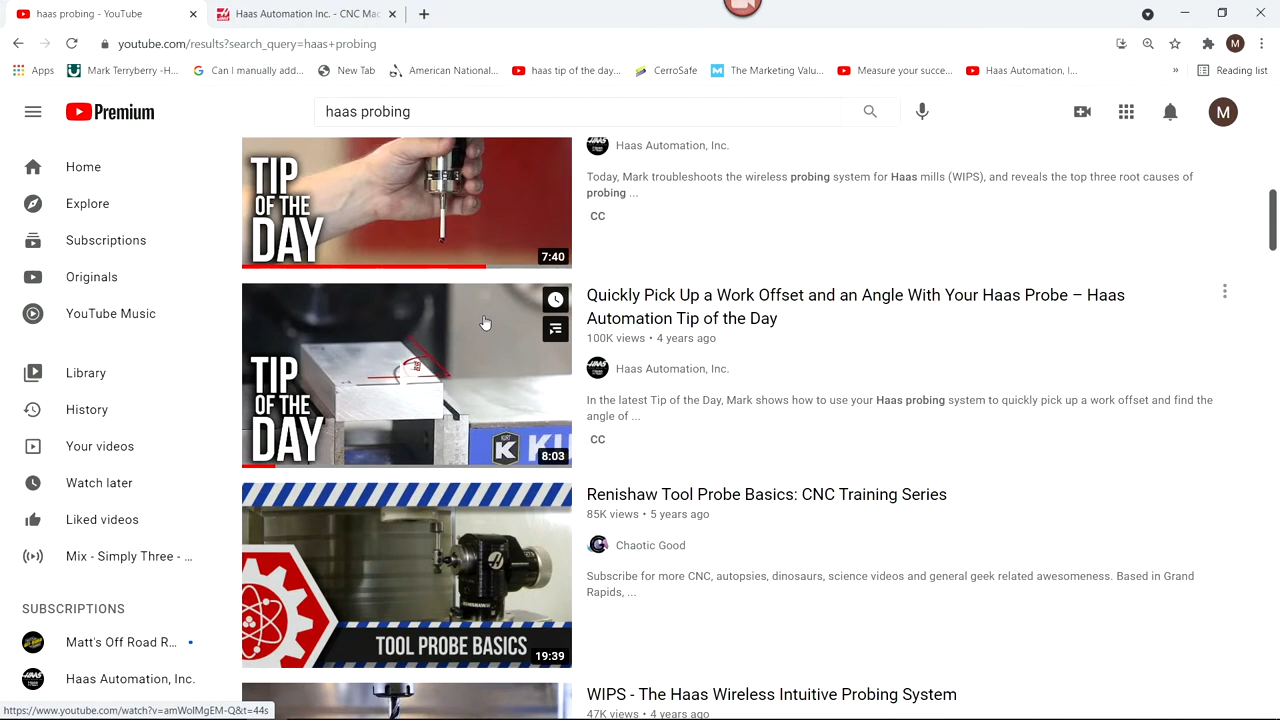 haas probing - YouTube
Haas Automation Inc. - CNC Mac
youtube.com/results?search_query=haas+probing
M
Apps
Mark Terryberry -H...
Can I manually add...
New Tab
American National...
haas tip of the day...
CerroSafe
The Marketing Valu...
Measure your succe...
Haas Automation, I...
»
Reading list
Premium
haas probing
M
Home
Explore
Subscriptions
Originals
YouTube Music
Library
History
Your videos
Watch later
Liked videos
Mix - Simply Three - ...
SUBSCRIPTIONS
Matt's Off Road R...
Haas Automation, Inc.
TIP
OF THE
DAY
7:40
Haas Automation, Inc.
Today, Mark troubleshoots the wireless probing system for Haas mills (WIPS), and reveals the top three root causes of
probing ...
CC
TIP
OF THE
DAY
KURT
K
KU
8:03
Quickly Pick Up a Work Offset and an Angle With Your Haas Probe – Haas
Automation Tip of the Day
100K views • 4 years ago
Haas Automation, Inc.
In the latest Tip of the Day, Mark shows how to use your Haas probing system to quickly pick up a work offset and find the
angle of ...
CC
TOOL PROBE BASICS
19:39
Renishaw Tool Probe Basics: CNC Training Series
85K views • 5 years ago
Chaotic Good
Subscribe for more CNC, autopsies, dinosaurs, science videos and general geek related awesomeness. Based in Grand
Rapids, ...
WIPS - The Haas Wireless Intuitive Probing System
47K views • 4 years ago
https://www.youtube.com/watch?v=amWolMgEM-Q&t=44s